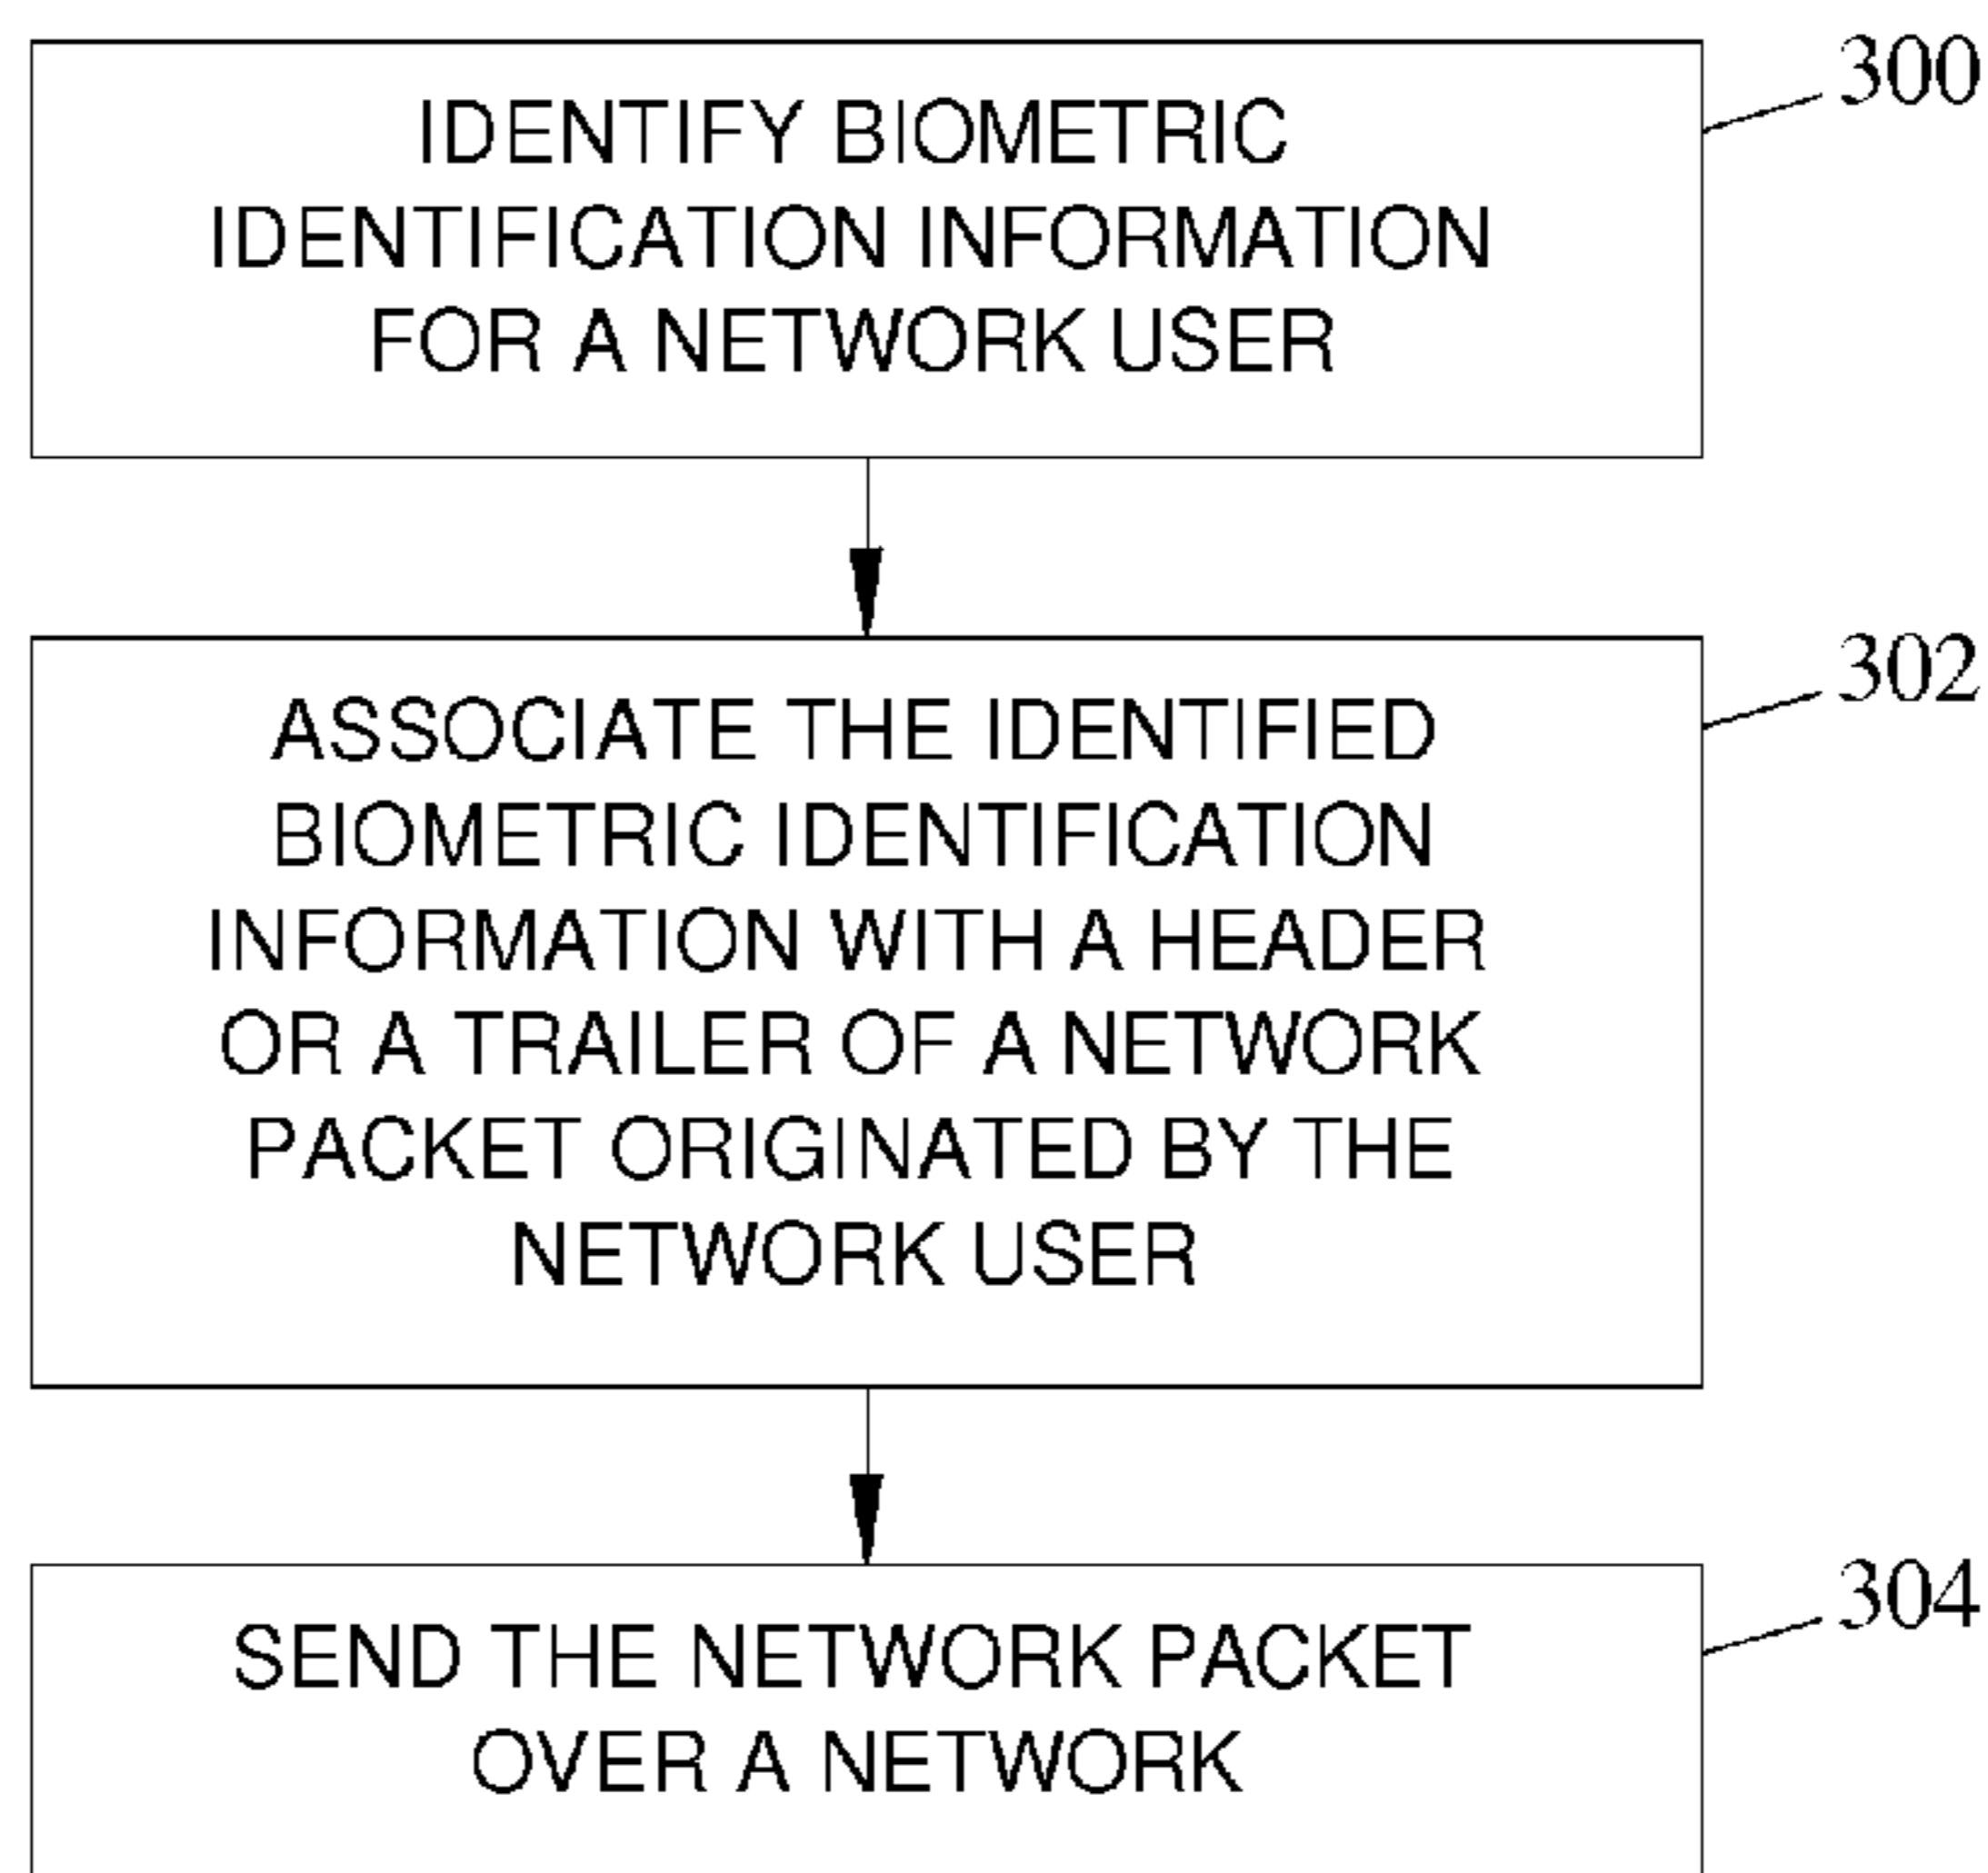 300
IDENTIFY BIOMETRIC
IDENTIFICATION INFORMATION
FOR A NETWORK USER
302
ASSOCIATE THE IDENTIFIED
BIOMETRIC IDENTIFICATION
INFORMATION WITH A HEADER
OR A TRAILER OF A NETWORK
PACKET ORIGINATED BY THE
NETWORK USER
304
SEND THE NETWORK PACKET
OVER A NETWORK